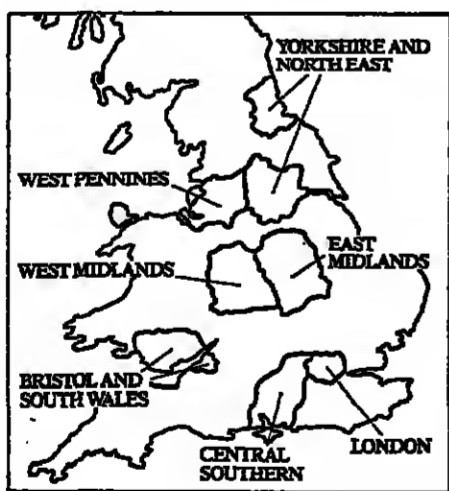 YORKSHIRE AND
NORTH EAST
WEST PENNINES
EAST
MIDLANDS
WEST MIDLANDS
BRISTOL AND
SOUTH WALES
CENTRAL
SOUTHERN
LONDON